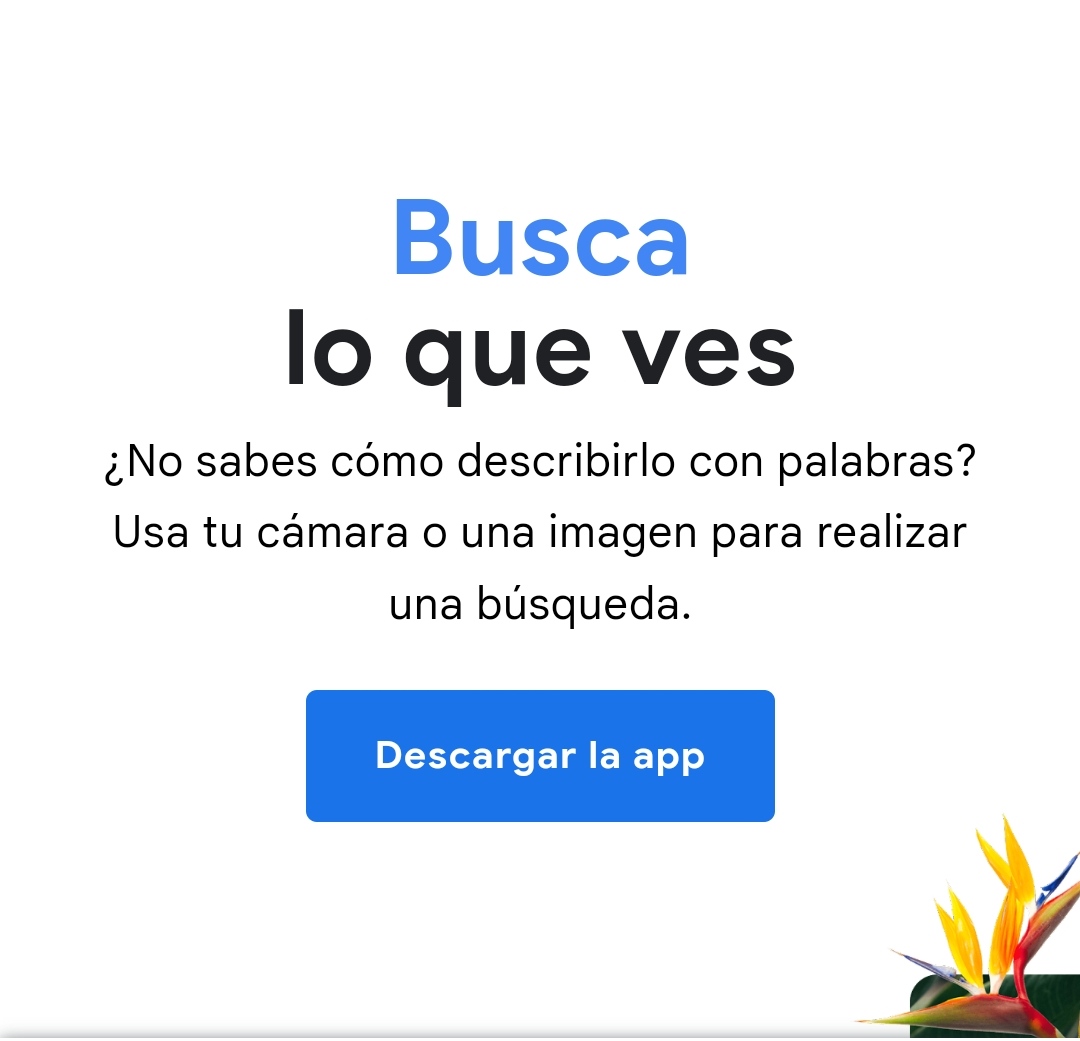 Busca
lo que ves
¿No sabes cómo describirlo con palabras?
Usa tu cámara o una imagen para realizar
una búsqueda.
Descargar la app